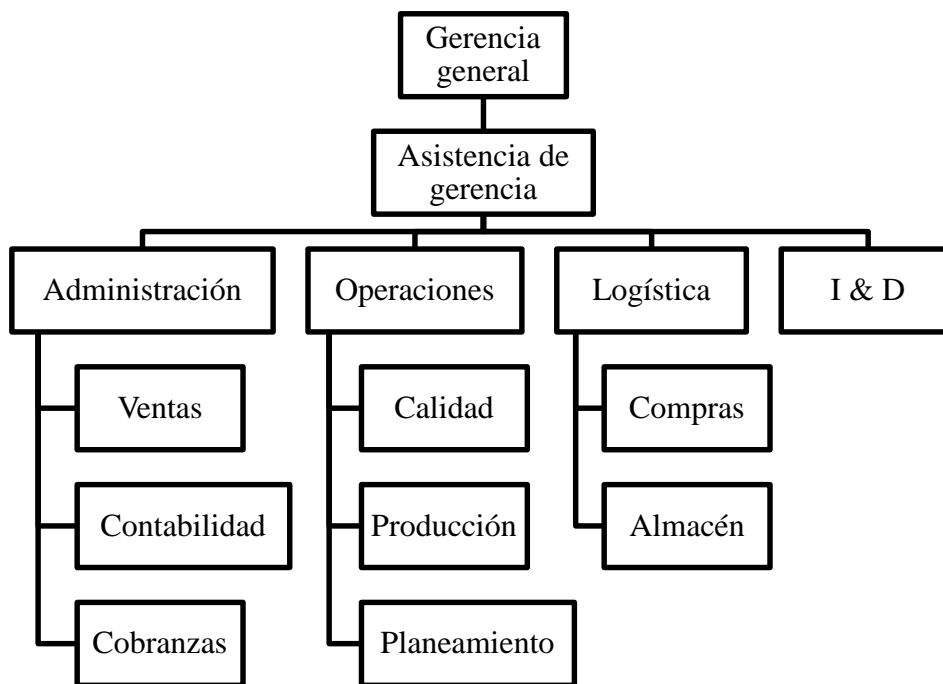 Gerencia
general
Asistencia de
gerencia
Administración
Operaciones
Logística
I & D
Ventas
Calidad
Compras
Contabilidad
Producción
Almacén
Cobranzas
Planeamiento